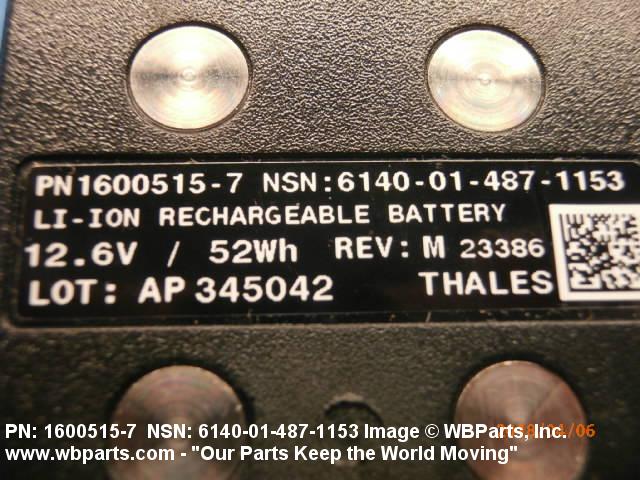 PN 1600515-7 NSN:6140-01-487-1153
LI-ION RECHARGEABLE BATTERY
12.6V / 52Wh REV: M 23386
LOT: AP 345042 THALES
PN: 1600515-7 NSN: 6140-01-487-1153 Image © WBParts, Inc.
www.wbparts.com - "Our Parts Keep the World Moving"